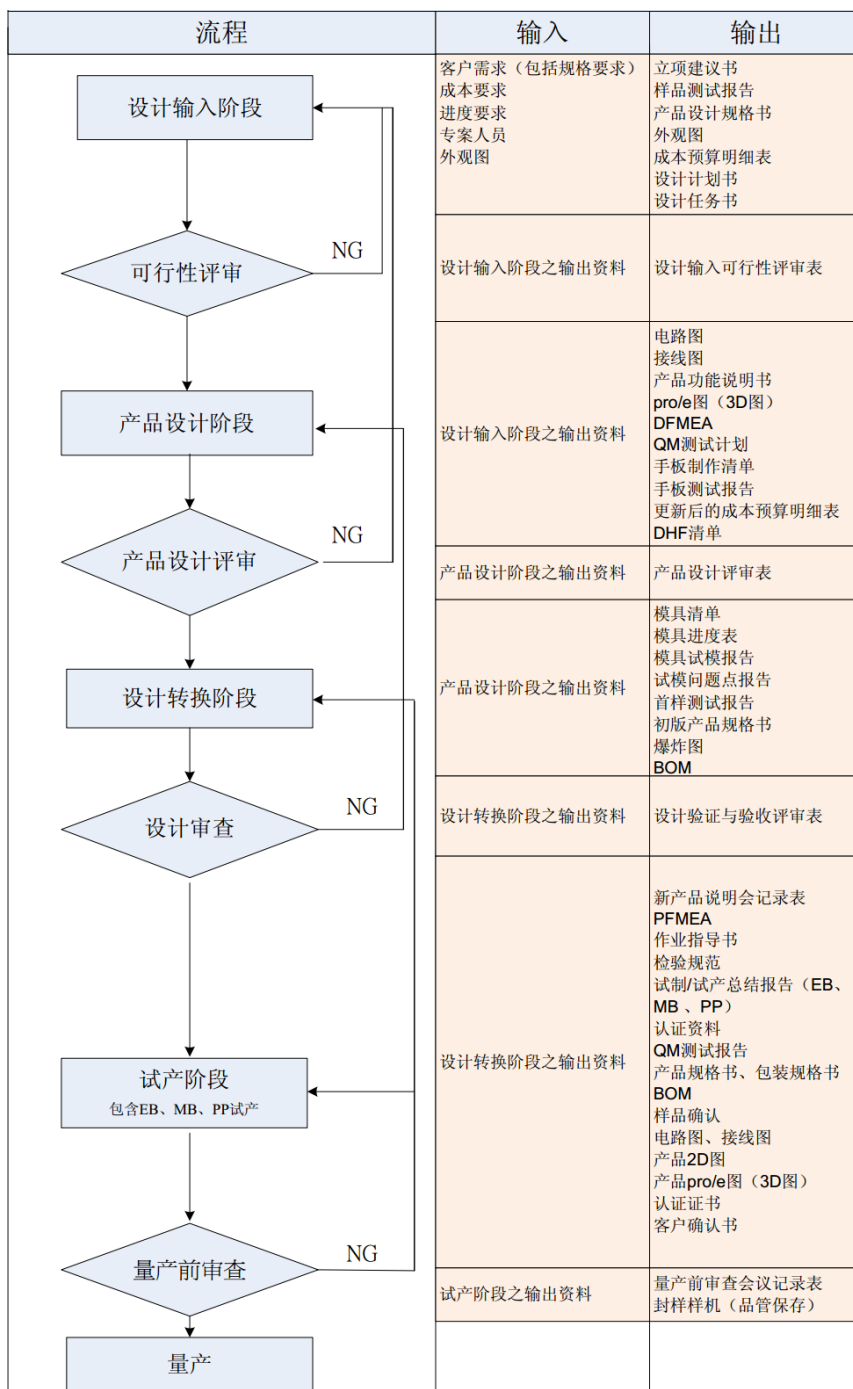 流程
输入
输出
设计输入阶段
客户需求（包括规格要求）
成本要求
进度要求
专案人员
外观图
立项建议书
样品测试报告
产品设计规格书
外观图
成本预算明细表
设计计划书
设计任务书
可行性评审
NG
设计输入阶段之输出资料
设计输入可行性评审表
产品设计阶段
设计输入阶段之输出资料
电路图
接线图
产品功能说明书
pro/e图（3D图）
DFMEA
QM测试计划
手板制作清单
手板测试报告
更新后的成本预算明细表
DHF清单
产品设计评审
NG
产品设计阶段之输出资料
产品设计评审表
设计转换阶段
产品设计阶段之输出资料
模具清单
模具进度表
模具试模报告
试模问题点报告
首样测试报告
初版产品规格书
爆炸图
BOM
设计审查
NG
设计转换阶段之输出资料
设计验证与验收评审表
试产阶段
包含EB、MB、PP试产
设计转换阶段之输出资料
新产品说明会记录表
PFMEA
作业指导书
检验规范
试制/试产总结报告（EB、
MB 、PP）
认证资料
QM测试报告
产品规格书、包装规格书
BOM
样品确认
电路图、接线图
产品2D图
产品pro/e图（3D图）
认证证书
客户确认书
量产前审查
NG
试产阶段之输出资料
量产前审查会议记录表
封样样机（品管保存）
量产